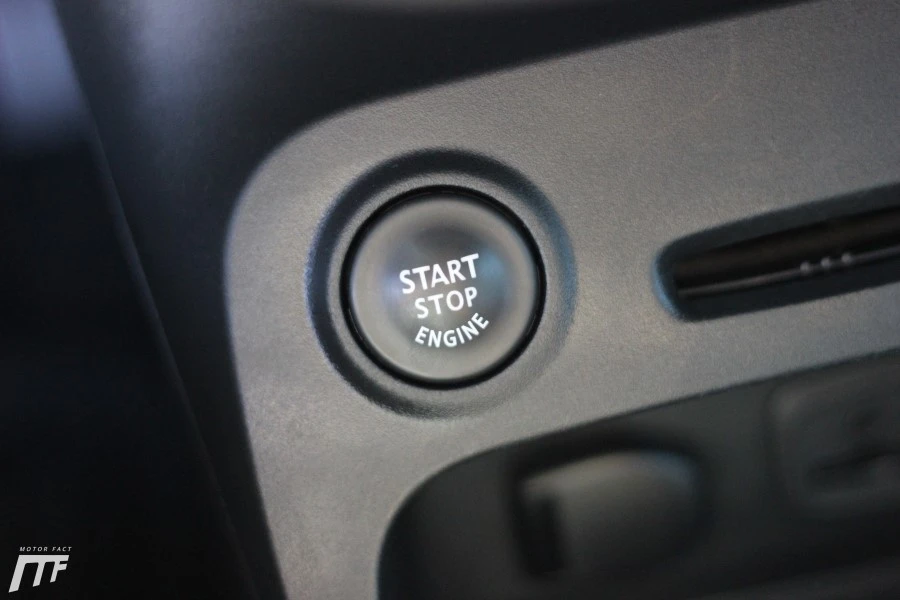 START
STOP
ENGINE
MOTOR FACT
MF